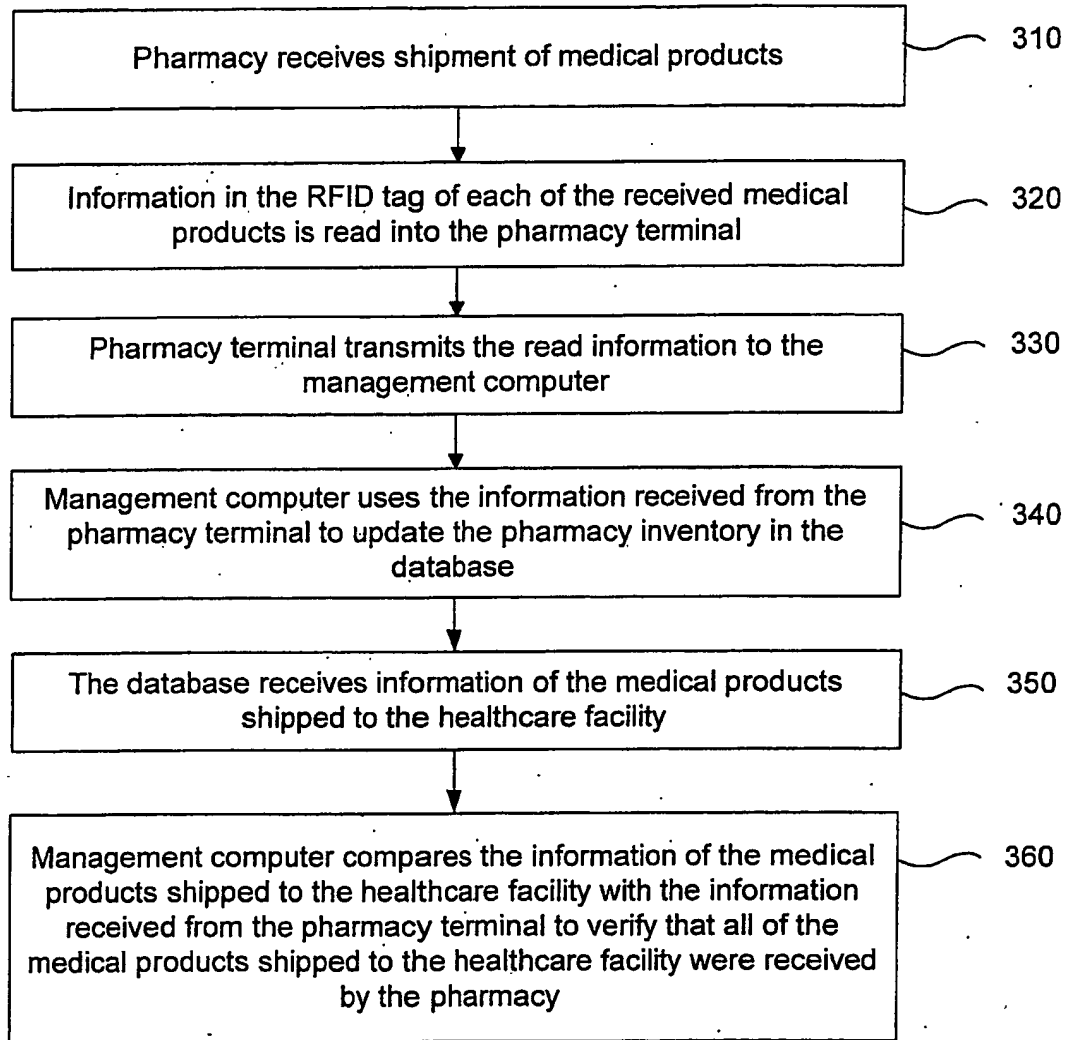 Pharmacy receives shipment of medical products
310
Information in the RFID tag of each of the received medical
products is read into the pharmacy terminal
320
Pharmacy terminal transmits the read information to the
management computer
330
Management computer uses the information received from the
pharmacy terminal to update the pharmacy inventory in the
database
340
The database receives information of the medical products
shipped to the healthcare facility
350
Management computer compares the information of the medical
products shipped to the healthcare facility with the information
received from the pharmacy terminal to verify that all of the
medical products shipped to the healthcare facility were received
by the pharmacy
360